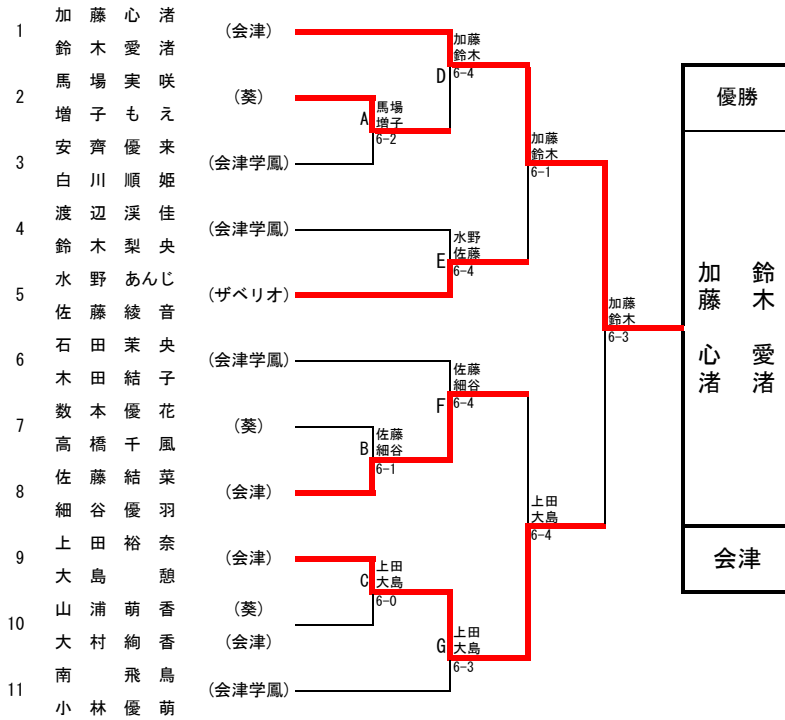 1 加藤心渚 鈴木愛渚 (会津)
2 馬場実咲 増子もえ (葵)
3 安齊優来 白川順姫 (会津学鳳)
4 渡辺渓佳 鈴木梨央 (会津学鳳)
5 水野あんじ 佐藤綾音 (ザベリオ)
6 石田茉央 木田結子 (会津学鳳)
7 数本優花 高橋千風 (葵)
8 佐藤結菜 細谷優羽 (会津)
9 上田裕奈 大島憩 (会津)
10 山浦萌香 (葵) 大村絢香 (会津)
11 南飛鳥 小林優萌 (会津学鳳)
A 馬場 増子 6-2
B 佐藤 細谷 6-1
C 上田 大島 6-0
D 加藤 鈴木 6-4
E 水野 佐藤 6-4
F 佐藤 細谷 6-4
G 上田 大島 6-3
加藤 鈴木 6-1
上田 大島 6-4
加藤 鈴木 6-3
優勝
鈴木 愛渚
加藤 心渚
会津